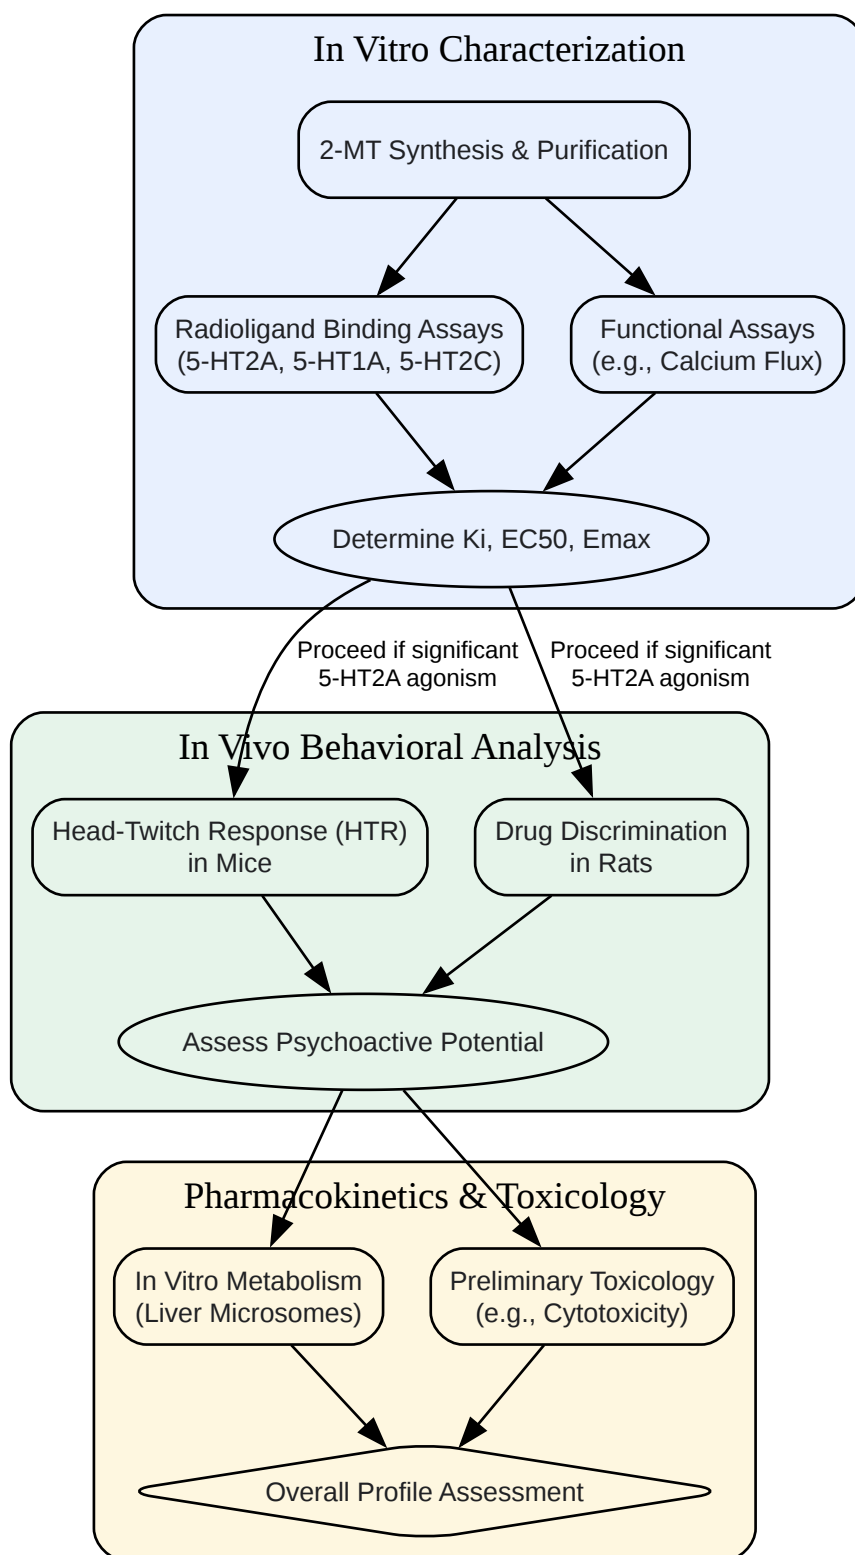 In Vitro Characterization
2-MT Synthesis & Purification
Radioligand Binding Assays
(5-HT2A, 5-HT1A, 5-HT2C)
Functional Assays
(e.g., Calcium Flux)
Determine Ki, EC50, Emax
Proceed if significant
5-HT2A agonism
Proceed if significant
5-HT2A agonism
In Vivo Behavioral Analysis
Head-Twitch Response (HTR)
in Mice
Drug Discrimination
in Rats
Assess Psychoactive Potential
Pharmacokinetics & Toxicology
In Vitro Metabolism
(Liver Microsomes)
Preliminary Toxicology
(e.g., Cytotoxicity)
Overall Profile Assessment